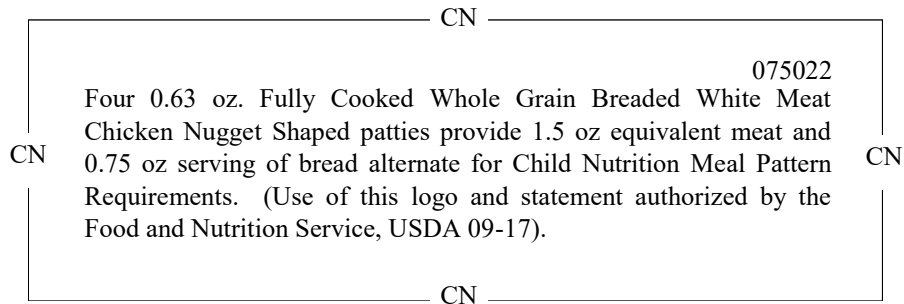 CN
075022
Four 0.63 oz. Fully Cooked Whole Grain Breaded White Meat
Chicken Nugget Shaped patties provide 1.5 oz equivalent meat and
CN CN
0.75 oz serving of bread alternate for Child Nutrition Meal Pattern
Requirements. (Use of this logo and statement authorized by the
Food and Nutrition Service, USDA 09-17).
CN